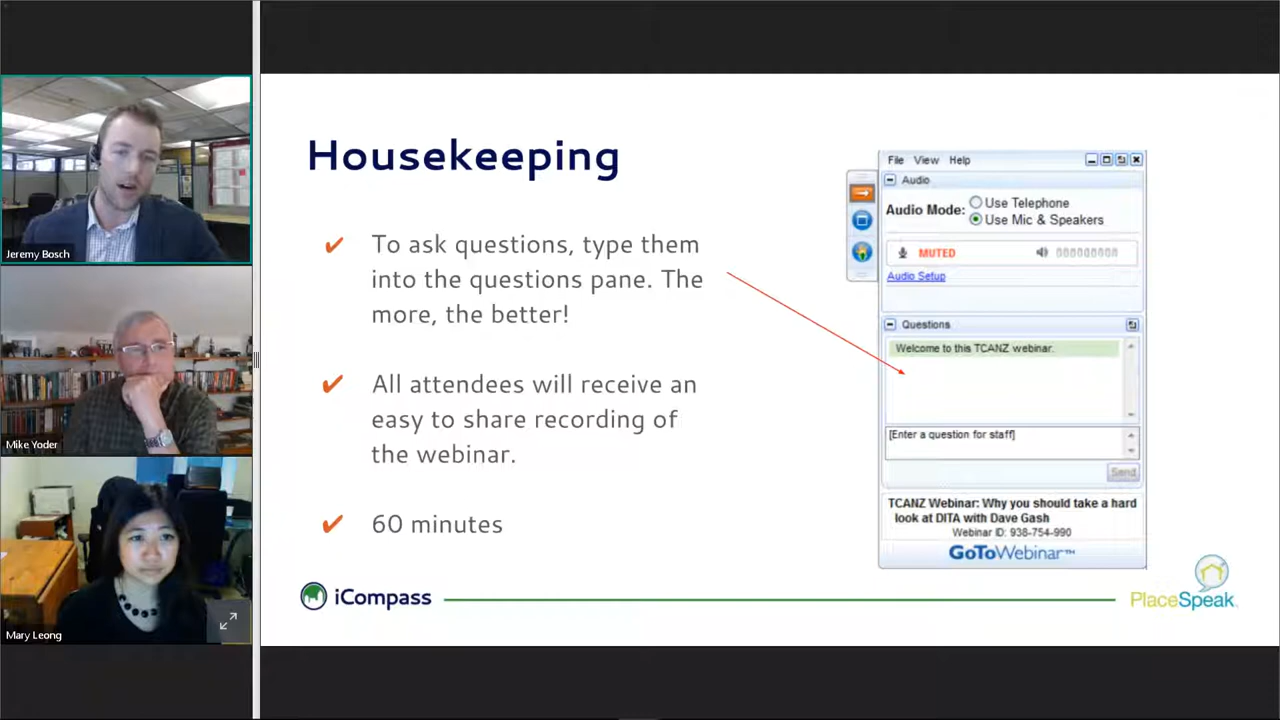 Jeremy Bosch
Mike Yoder
Mary Leong
Housekeeping
✔ To ask questions, type them
into the questions pane. The
more, the better!
✔ All attendees will receive an
easy to share recording of
the webinar.
✔ 60 minutes
File View Help
Audio
Audio Mode: Use Telephone
Use Mic & Speakers
MUTED 000000000
Audio Setup
Questions
Welcome to this TCANZ webinar.
[Enter a question for staff]
Send
TCANZ Webinar: Why you should take a hard
look at DITA with Dave Gash
Webinar ID: 938-754-990
GoToWebinar™
iCompass
PlaceSpeak